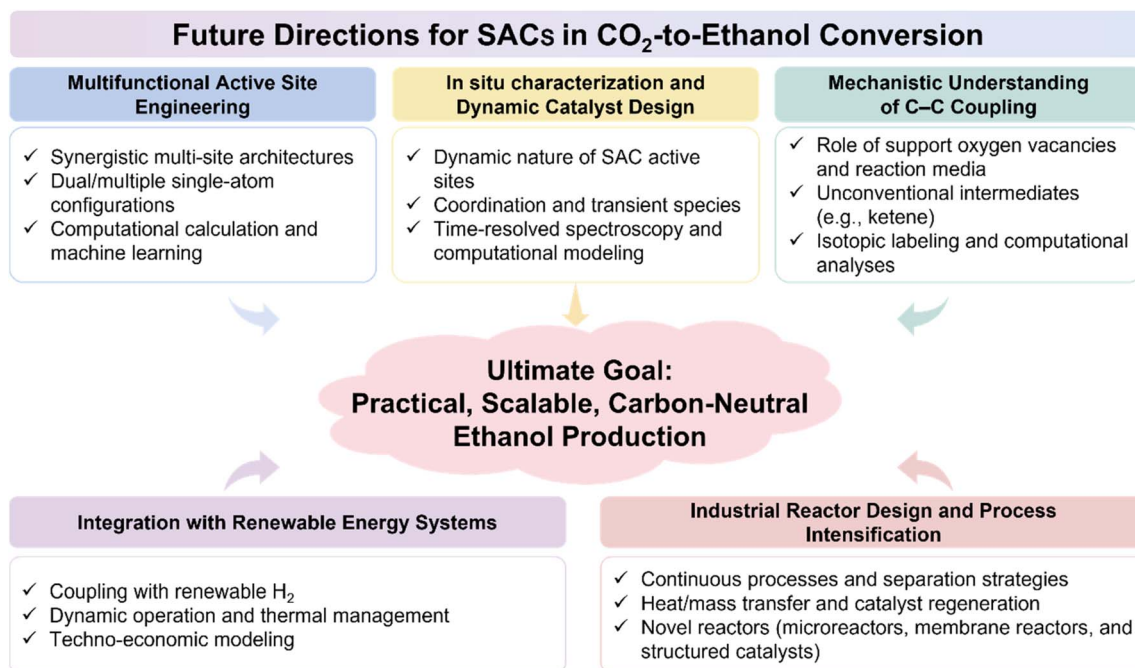 Future Directions for SACs in CO₂-to-Ethanol Conversion
Multifunctional Active Site
Engineering
✓ Synergistic multi-site architectures
✓ Dual/multiple single-atom
configurations
✓ Computational calculation and
machine learning
In situ characterization and
Dynamic Catalyst Design
✓ Dynamic nature of SAC active
sites
✓ Coordination and transient species
✓ Time-resolved spectroscopy and
computational modeling
Mechanistic Understanding
of C–C Coupling
✓ Role of support oxygen vacancies
and reaction media
✓ Unconventional intermediates
(e.g., ketene)
✓ Isotopic labeling and computational
analyses
Ultimate Goal:
Practical, Scalable, Carbon-Neutral
Ethanol Production
Integration with Renewable Energy Systems
✓ Coupling with renewable H₂
✓ Dynamic operation and thermal management
✓ Techno-economic modeling
Industrial Reactor Design and Process
Intensification
✓ Continuous processes and separation strategies
✓ Heat/mass transfer and catalyst regeneration
✓ Novel reactors (microreactors, membrane reactors, and
structured catalysts)